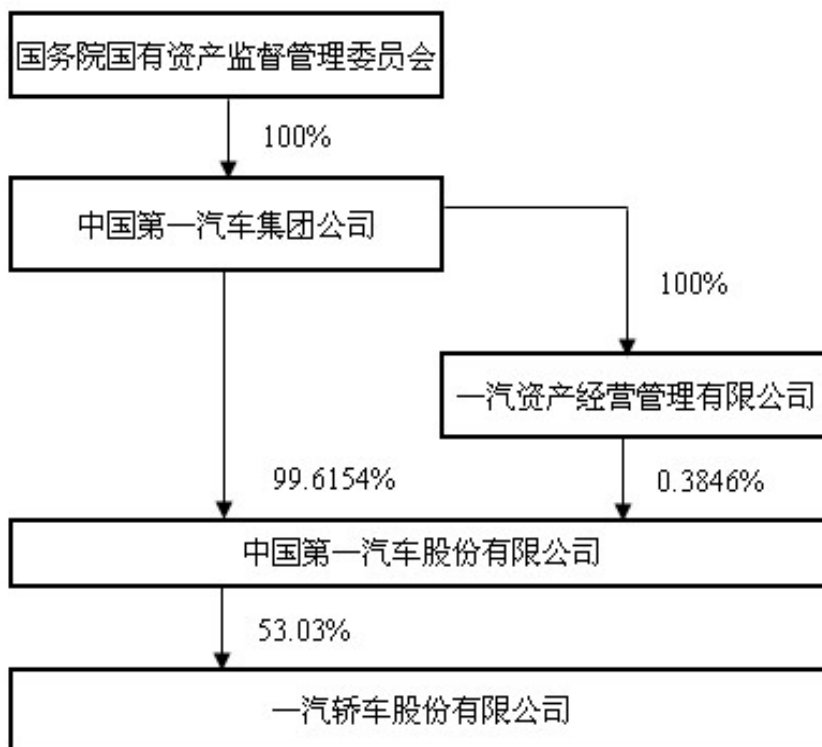 国务院国有资产监督管理委员会
100%
中国第一汽车集团公司
100%
一汽资产经营管理有限公司
99.6154%
0.3846%
中国第一汽车股份有限公司
53.03%
一汽轿车股份有限公司